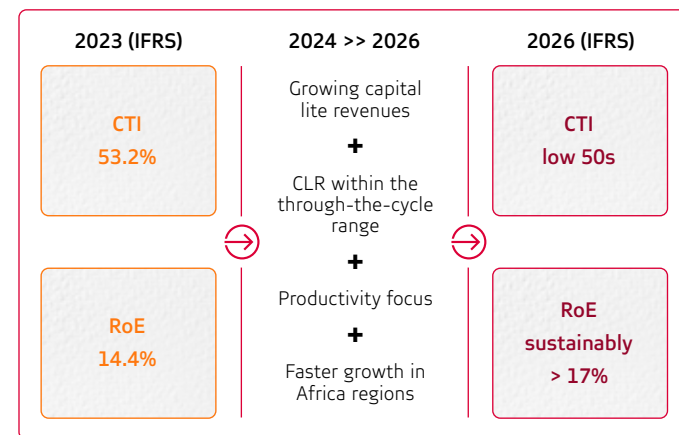 2023 (IFRS)
2024 >> 2026
2026 (IFRS)
CTI
53.2%
RoE
14.4%
Growing capital
lite revenues
+
CLR within the
through-the-cycle
range
+
Productivity focus
+
Faster growth in
Africa regions
CTI
low 50s
RoE
sustainably
> 17%